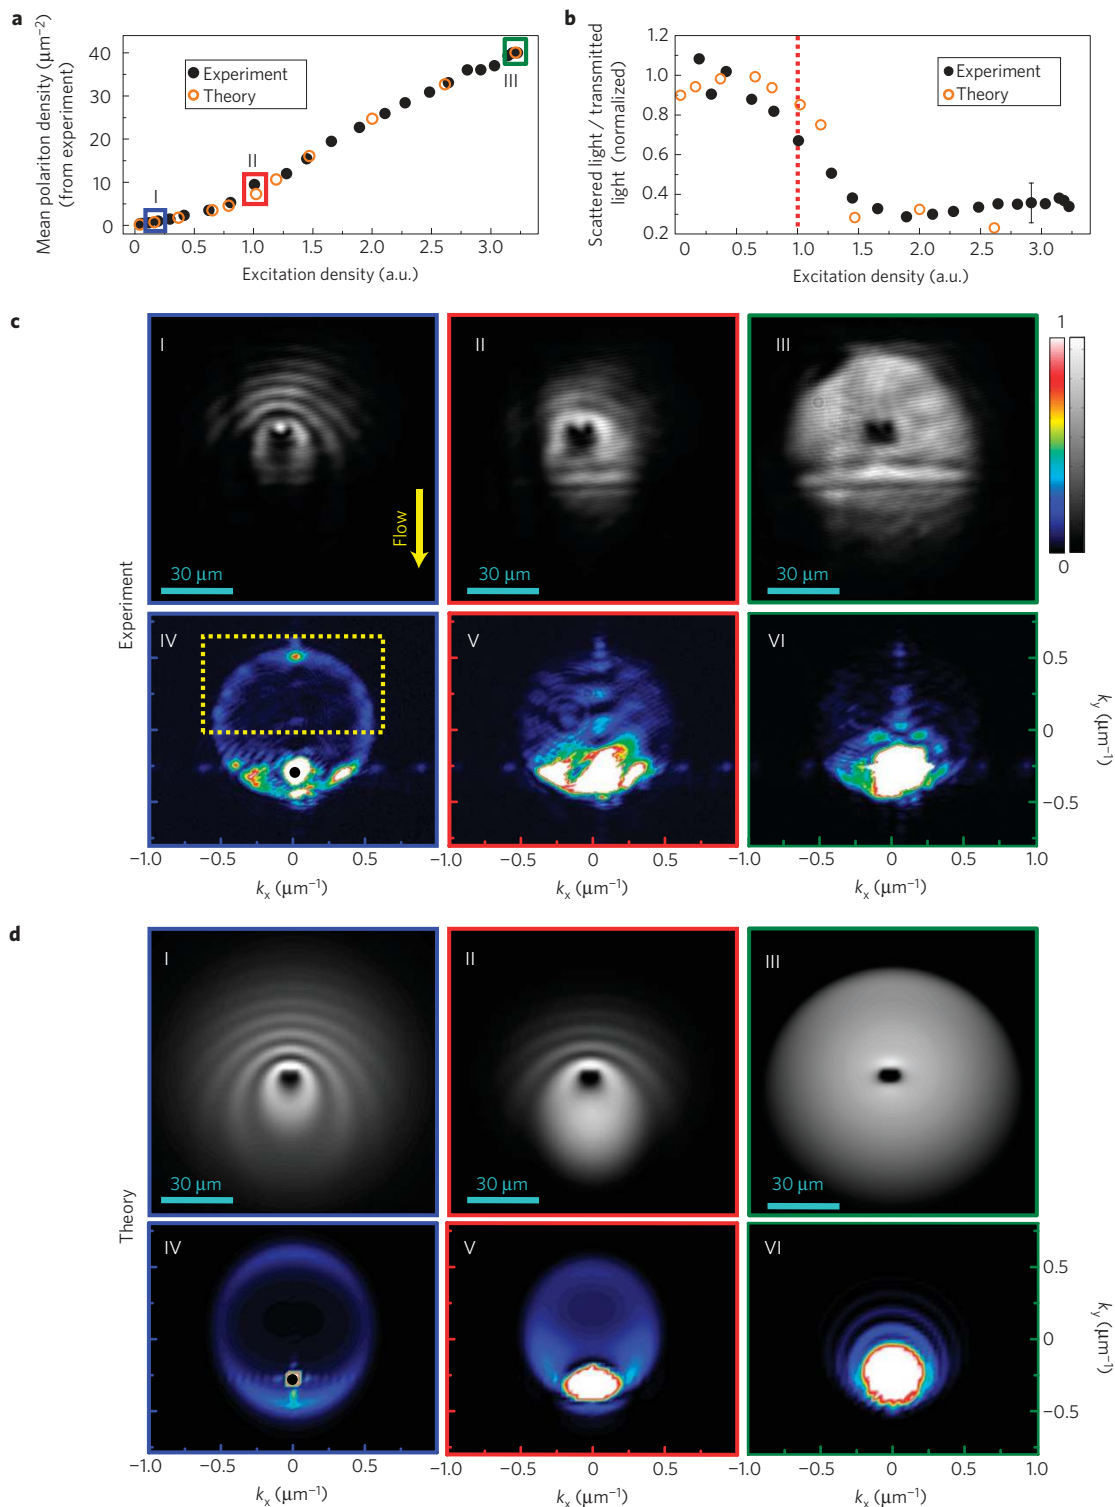 a
Mean polariton density (μm⁻²)
(from experiment)
40
30
20
10
0
Experiment
Theory
I
II
III
0
0.5
1.0
1.5
2.0
2.5
3.0
Excitation density (a.u.)
b
Scattered light / transmitted
light (normalized)
1.2
1.0
0.8
0.6
0.4
0.2
Experiment
Theory
0
0.5
1.0
1.5
2.0
2.5
3.0
Excitation density (a.u.)
c
Experiment
I
Flow
30 μm
II
30 μm
III
30 μm
1
0
IV
V
VI
0.5
0
−0.5
k_y (μm⁻¹)
−1.0
−0.5
0
0.5
−1.0
−0.5
0
0.5
−1.0
−0.5
0
0.5
1.0
k_x (μm⁻¹)
k_x (μm⁻¹)
k_x (μm⁻¹)
d
Theory
I
30 μm
II
30 μm
III
30 μm
IV
V
VI
0.5
0
−0.5
k_y (μm⁻¹)
−1.0
−0.5
0
0.5
−1.0
−0.5
0
0.5
−1.0
−0.5
0
0.5
1.0
k_x (μm⁻¹)
k_x (μm⁻¹)
k_x (μm⁻¹)